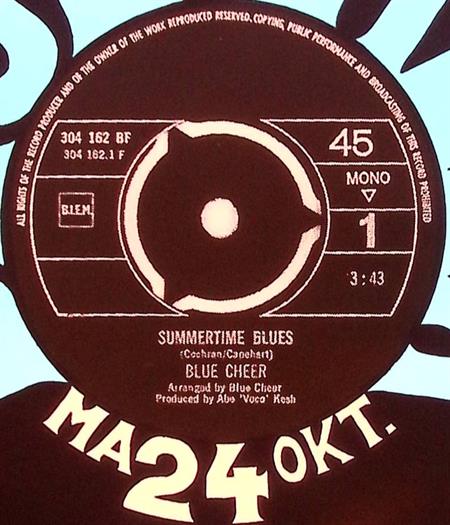 ALL RIGHTS OF THE RECORD PRODUCER AND OF THE OWNER OF THE WORK REPRODUCED RESERVED. COPYING, PUBLIC PERFORMANCE AND BROADCASTING OF THIS RECORD PROHIBITED
304 162 BF
304 162.1 F
B.I.E.M.
45
MONO
1
3:43
SUMMERTIME BLUES
(Cochran/Capehart)
BLUE CHEER
Arranged by Blue Cheer
Produced by Abe 'Voco' Kesh
MA 24 OKT.